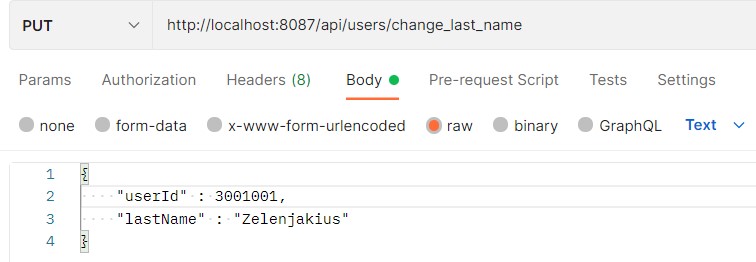 PUT http://localhost:8087/api/users/change_last_name
Params Authorization Headers (8) Body Pre-request Script Tests Settings
none form-data x-www-form-urlencoded raw binary GraphQL Text
1 {
2 "userId" : 3001001,
3 "lastName" : "Zelenjakius"
4 }